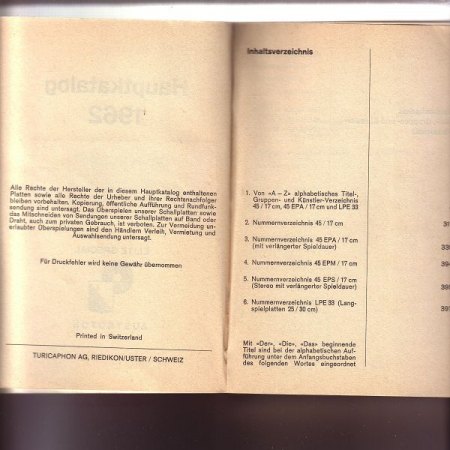 Hauptkatalog
1962
Alle Rechte der Hersteller der in diesem Hauptkatalog enthaltenen
Platten sowie alle Rechte der Urheber und ihrer Rechtsnachfolger
bleiben vorbehalten. Kopierung, öffentliche Aufführung und Rundfunk-
sendung sind untersagt. Das Überspielen unserer Schallplatten sowie
das Mitschneiden von Sendungen unserer Schallplatten auf Band oder
Draht, auch zum privaten Gebrauch, ist verboten. Zur Vermeidung un-
erlaubter Überspielungen sind den Händlern Verleih, Vermietung und
Auswahlsendung untersagt.
Für Druckfehler wird keine Gewähr übernommen
Printed in Switzerland
TURICAPHON AG, RIEDIKON/USTER / SCHWEIZ
Inhaltsverzeichnis
1. Von «A – Z» alphabetisches Titel-,
Gruppen- und Künstler-Verzeichnis
45 / 17 cm, 45 EPA / 17 cm und LPE 33
2. Nummernverzeichnis 45 / 17 cm
3. Nummernverzeichnis 45 EPA / 17 cm
(mit verlängerter Spieldauer)
4. Nummernverzeichnis 45 EPM / 17 cm
5. Nummernverzeichnis 45 EPS / 17 cm
(Stereo mit verlängerter Spieldauer)
6. Nummernverzeichnis LPE 33 (Lang-
spielplatten 25 / 30 cm)
Mit «Der», «Die», «Das» beginnende
Titel sind bei der alphabetischen Auf-
führung unter dem Anfangsbuchstaben
des folgenden Wortes eingeordnet